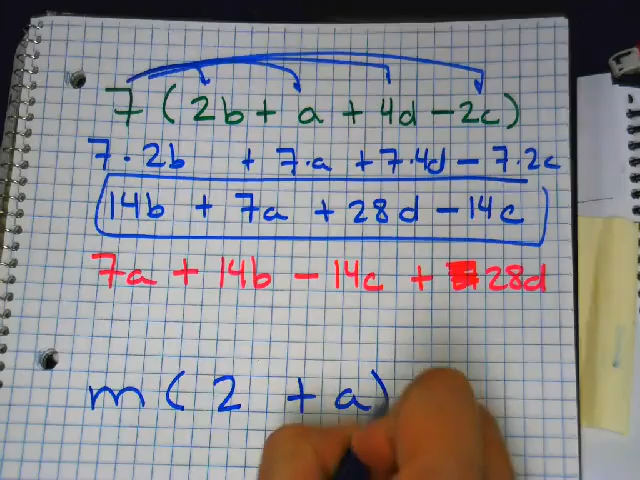 7 (2b + a + 4d - 2c)
7 · 2b + 7 · a + 7 · 4d - 7 · 2c
14b + 7a + 28d - 14c
7a + 14b - 14c + 28d
m (2 + a)